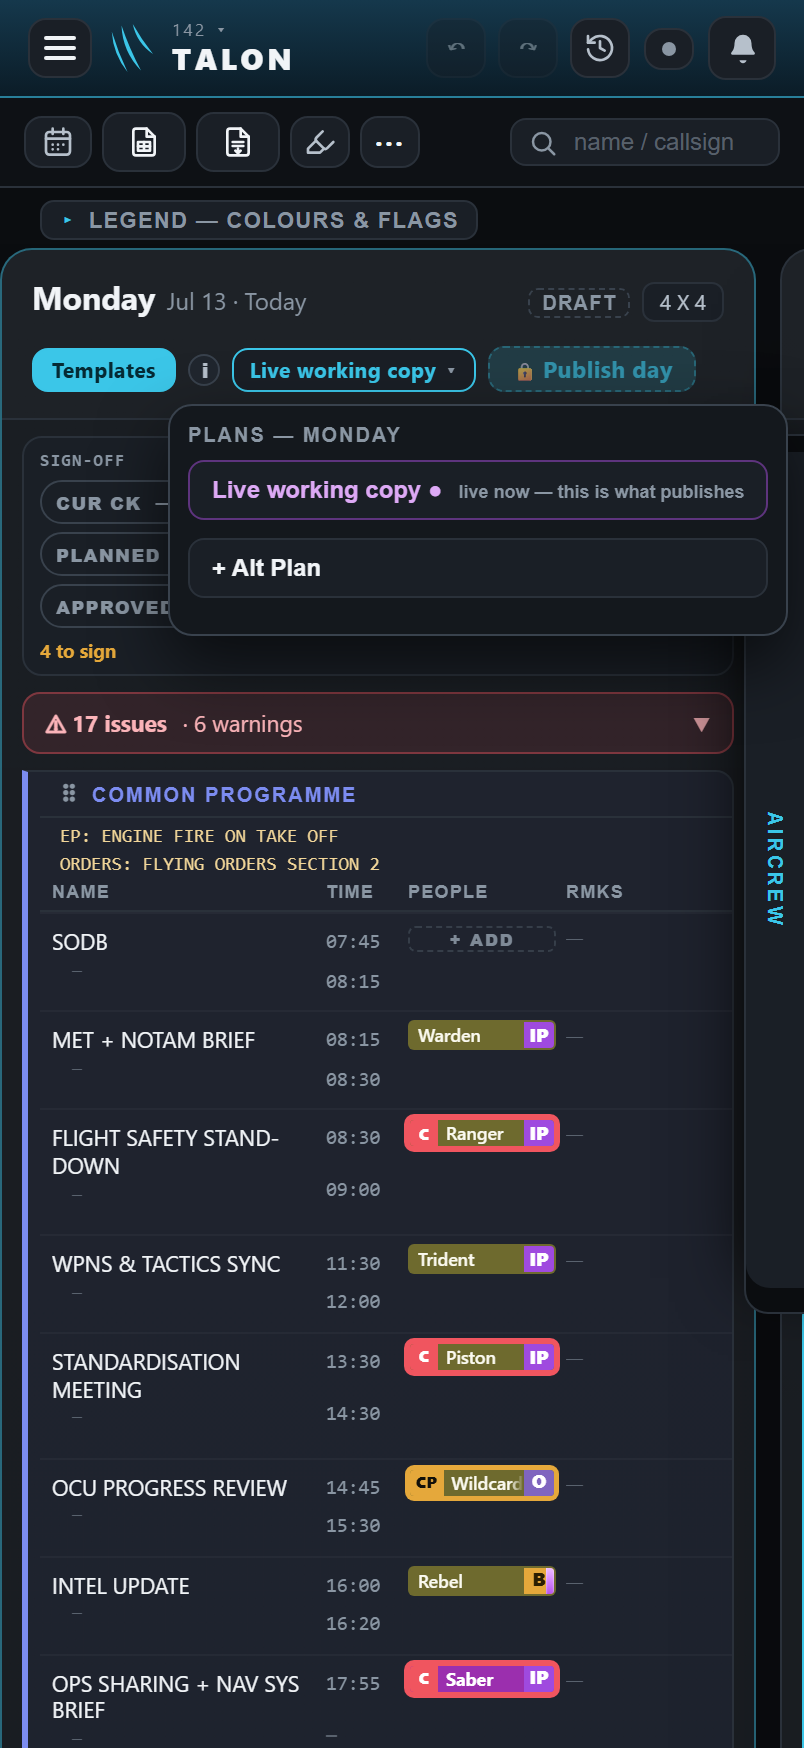 142 ▾
TALON
name / callsign
▸ LEGEND — COLOURS & FLAGS
Monday Jul 13 · Today
DRAFT
4 X 4
Templates
i
Live working copy ▾
Publish day
PLANS — MONDAY
Live working copy ● live now — this is what publishes
+ Alt Plan
SIGN-OFF
CUR CK —
PLANNED
APPROVED
4 to sign
⚠ 17 issues · 6 warnings ▼
COMMON PROGRAMME
EP: ENGINE FIRE ON TAKE OFF
ORDERS: FLYING ORDERS SECTION 2
NAME TIME PEOPLE RMKS
SODB 07:45 + ADD —
— 08:15
MET + NOTAM BRIEF 08:15 Warden IP —
— 08:30
FLIGHT SAFETY STAND- 08:30 C Ranger IP —
DOWN
— 09:00
WPNS & TACTICS SYNC 11:30 Trident IP —
— 12:00
STANDARDISATION 13:30 C Piston IP —
MEETING
— 14:30
OCU PROGRESS REVIEW 14:45 CP Wildcard O —
— 15:30
INTEL UPDATE 16:00 Rebel B —
— 16:20
OPS SHARING + NAV SYS 17:55 C Saber IP —
BRIEF
— —
AIRCREW